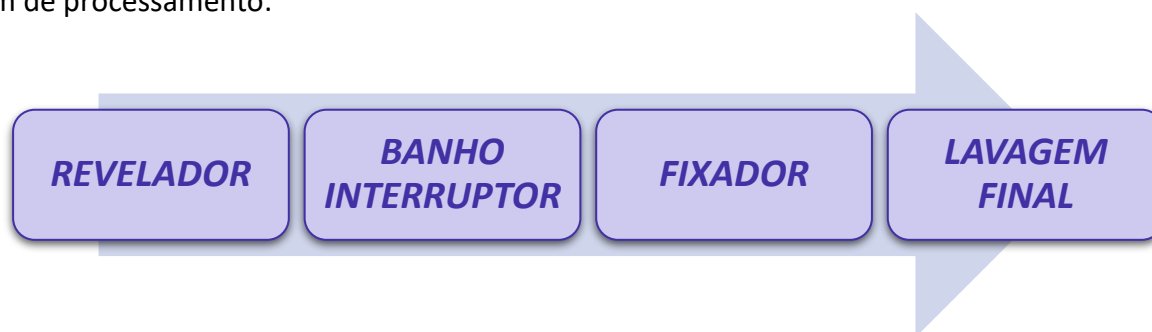 de processamento.
REVELADOR
BANHO
INTERRUPTOR
FIXADOR
LAVAGEM
FINAL